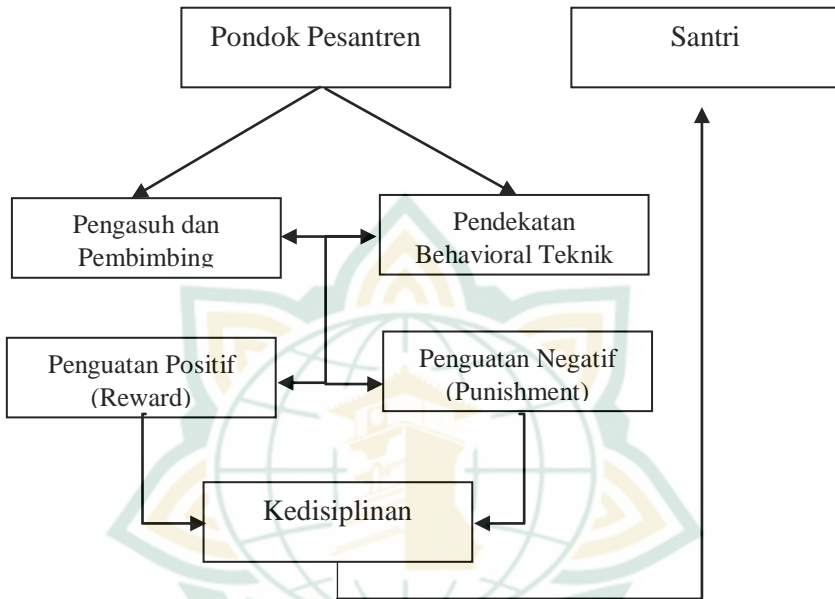 Pondok Pesantren
Santri
Pengasuh dan
Pembimbing
Pendekatan
Behavioral Teknik
Penguatan Positif
(Reward)
Penguatan Negatif
(Punishment)
Kedisiplinan